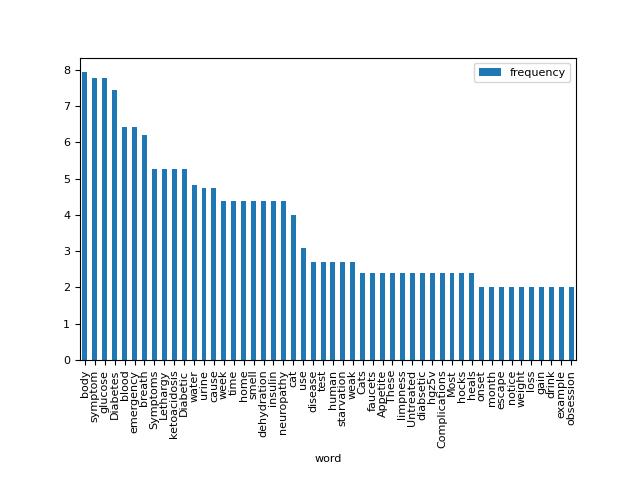 frequency
8
7
6
5
4
3
2
1
0
body
symptom
glucose
Diabetes
blood
emergency
breath
Symptoms
Lethargy
ketoacidosis
Diabetic
water
urine
cause
week
time
home
smell
dehydration
insulin
neuropathy
cat
use
disease
test
human
starvation
weak
Cats
faucets
Appetite
These
limpness
Untreated
diabsetic
hqz5v
Complications
Most
hocks
heals
onset
month
escape
notice
weight
loss
gain
drink
example
obsession
word